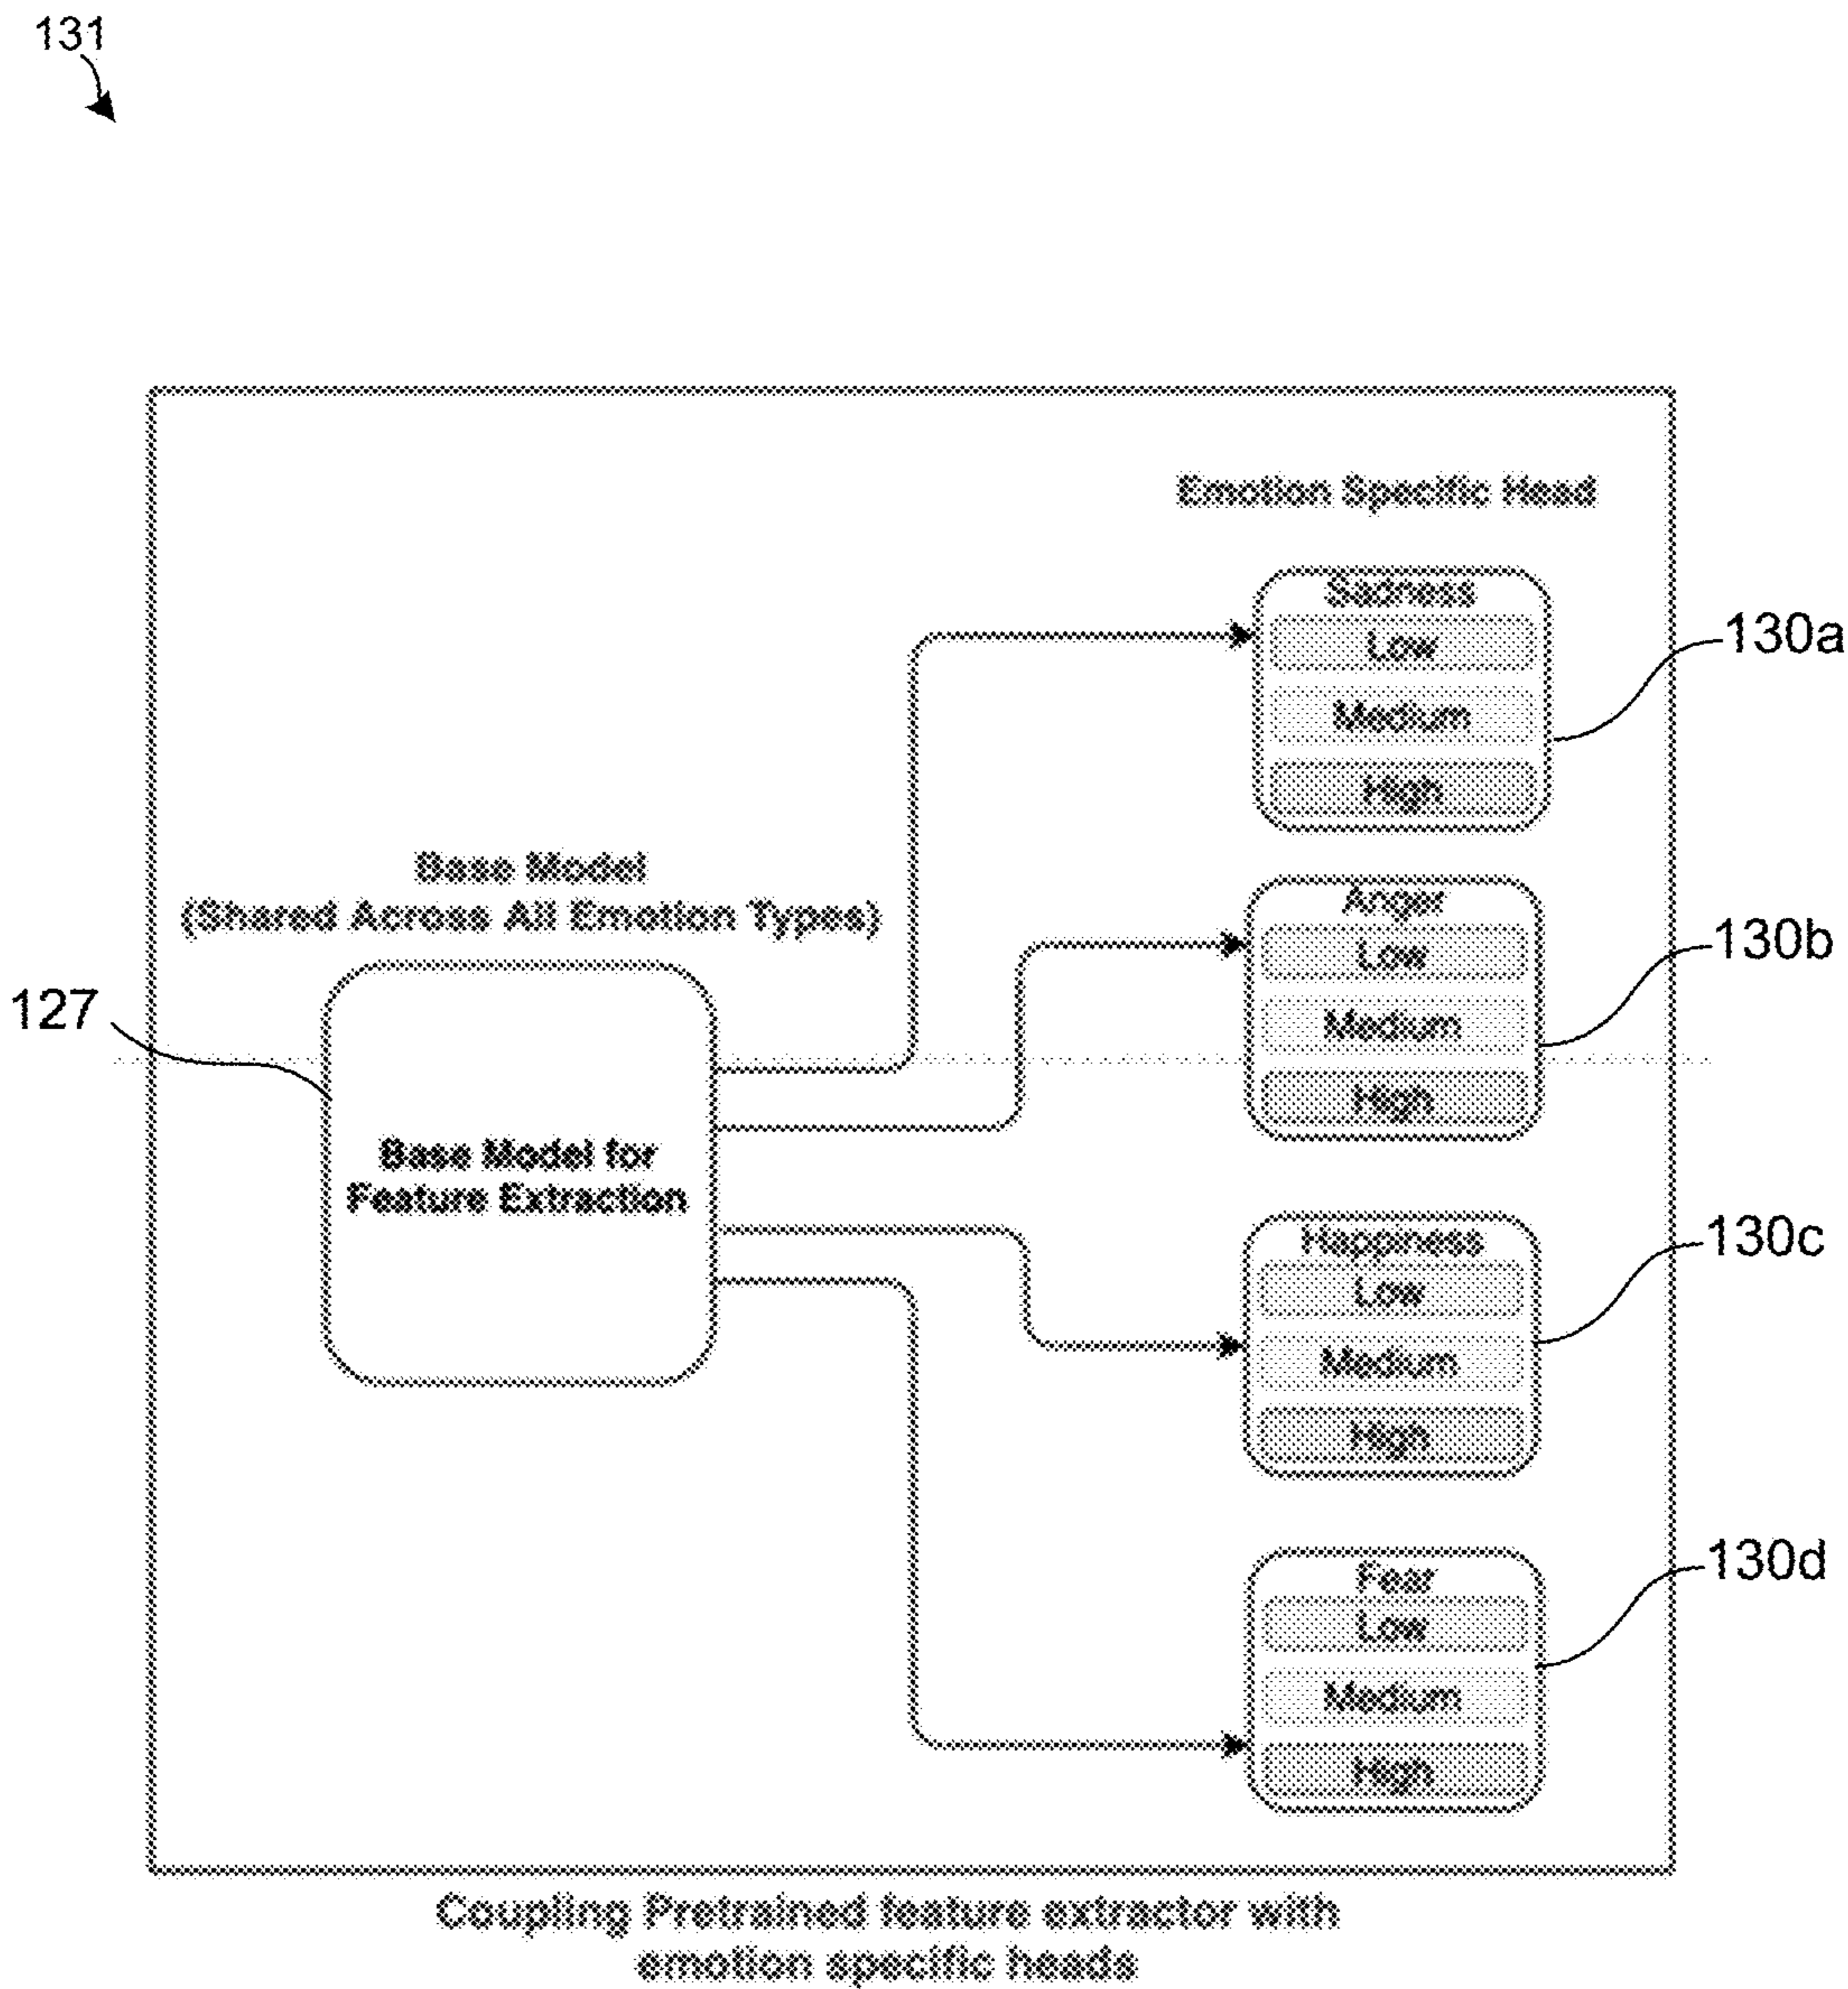 131
Emotion Specific Head
Sadness
Low
Medium
High
130a
Base Model
(Shared Across All Emotion Types)
Anger
Low
Medium
High
130b
127
Base Model for
Feature Extraction
Happiness
Low
Medium
High
130c
Fear
Low
Medium
High
130d
Coupling Pretrained feature extractor with
emotion specific heads